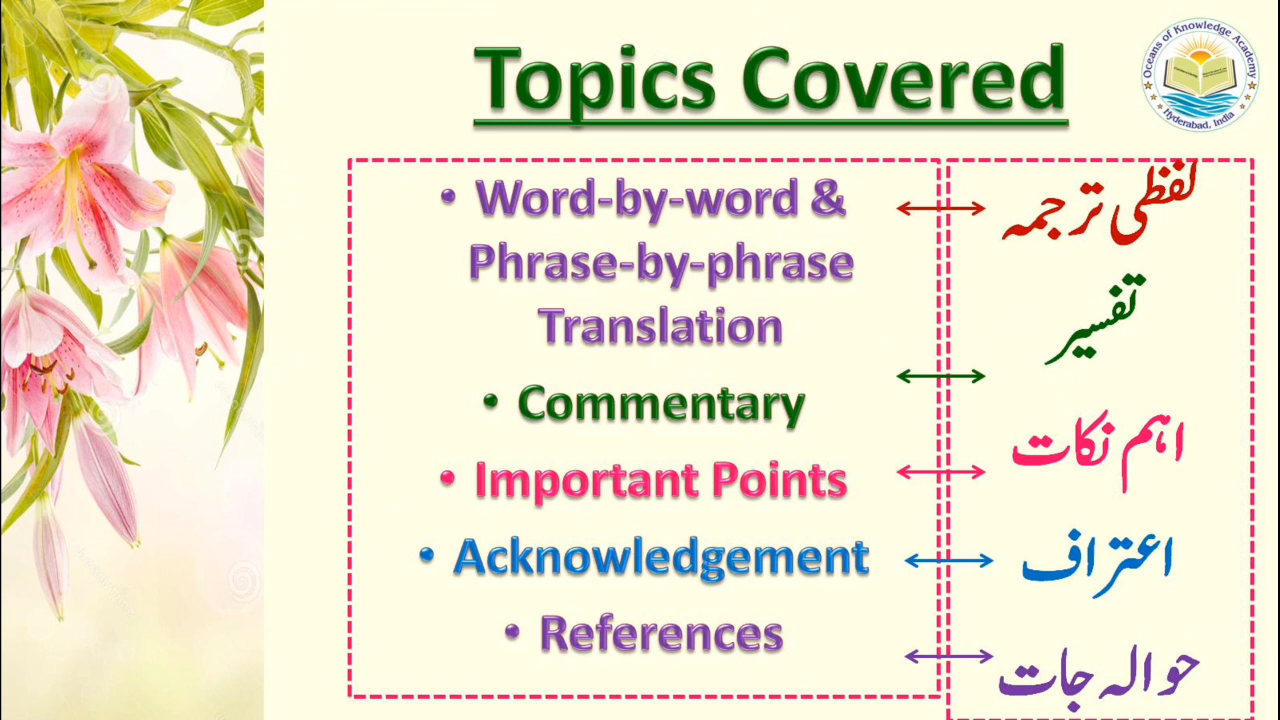 Topics Covered
Oceans of Knowledge Academy
Hyderabad, India
• Word-by-word &
Phrase-by-phrase
Translation
• Commentary
• Important Points
• Acknowledgement
• References
لفظی ترجمہ
تفسیر
اہم نکات
اعتراف
حوالہ جات